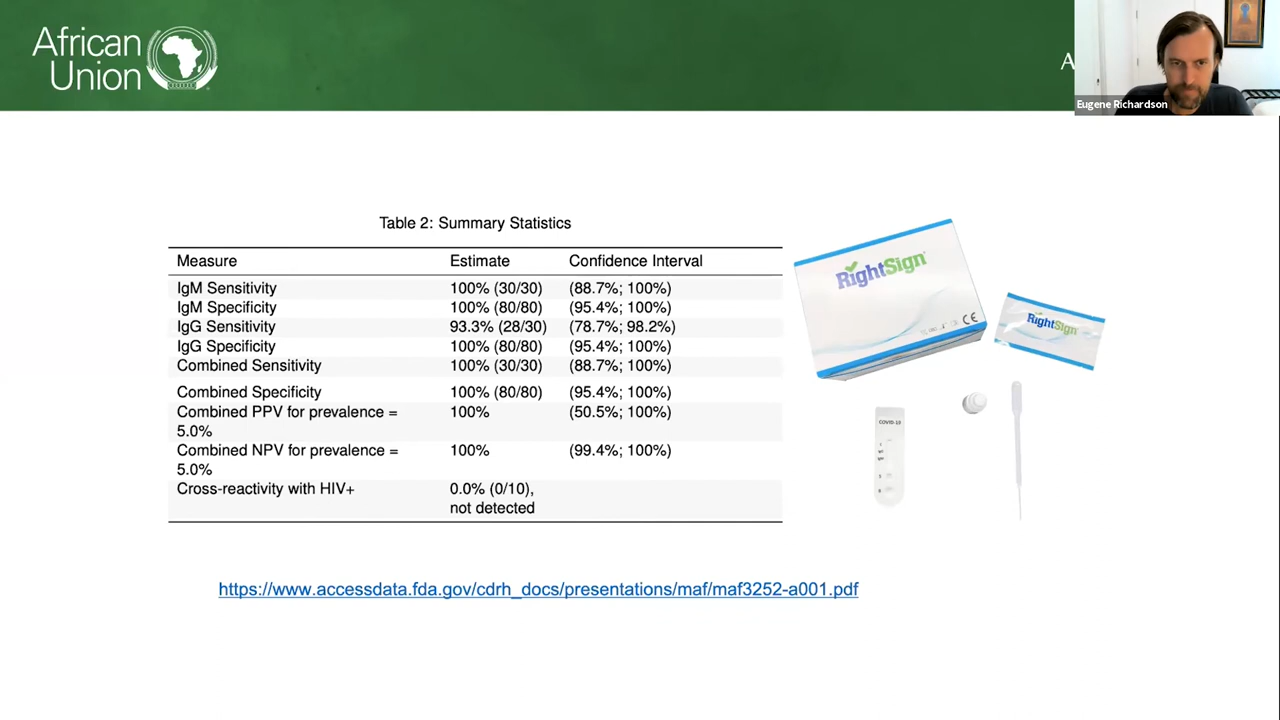 African
Union
A
Eugene Richardson
Table 2: Summary Statistics
Measure Estimate Confidence Interval
IgM Sensitivity 100% (30/30) (88.7%; 100%)
IgM Specificity 100% (80/80) (95.4%; 100%)
IgG Sensitivity 93.3% (28/30) (78.7%; 98.2%)
IgG Specificity 100% (80/80) (95.4%; 100%)
Combined Sensitivity 100% (30/30) (88.7%; 100%)
Combined Specificity 100% (80/80) (95.4%; 100%)
Combined PPV for prevalence = 100% (50.5%; 100%)
5.0%
Combined NPV for prevalence = 100% (99.4%; 100%)
5.0%
Cross-reactivity with HIV+ 0.0% (0/10),
not detected
RightSign
CE
RightSign
COVID-19
https://www.accessdata.fda.gov/cdrh_docs/presentations/maf/maf3252-a001.pdf